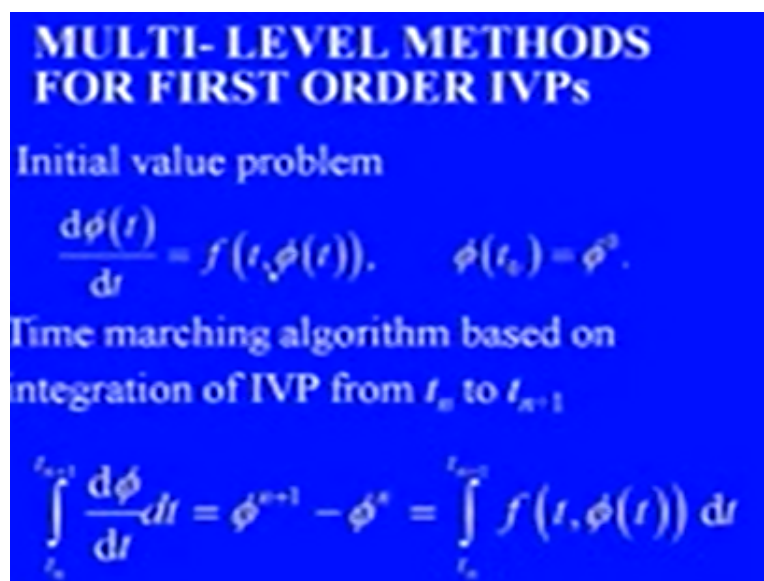 MULTI- LEVEL METHODS
FOR FIRST ORDER IVPs
Initial value problem
dφ(t)/dt = f(t,φ(t)),   φ(t₀) = φ⁰.
Time marching algorithm based on
integration of IVP from tₙ to tₙ₊₁
∫_{tₙ}^{tₙ₊₁} dφ/dt dt = φⁿ⁺¹ − φⁿ = ∫_{tₙ}^{tₙ₊₁} f(t,φ(t)) dt